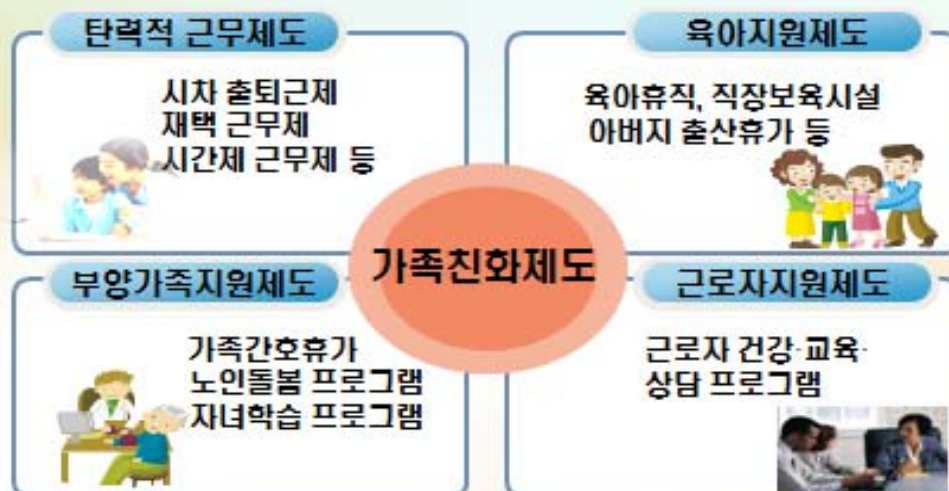 탄력적 근무제도
시차 출퇴근제
재택 근무제
시간제 근무제 등
육아지원제도
육아휴직, 직장보육시설
아버지 출산휴가 등
가족친화제도
부양가족지원제도
가족간호휴가
노인돌봄 프로그램
자녀학습 프로그램
근로자지원제도
근로자 건강·교육·
상담 프로그램